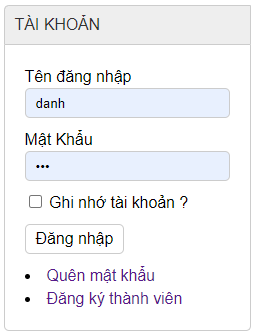 TÀI KHOẢN
Tên đăng nhập
danh
Mật Khẩu
•••
Ghi nhớ tài khoản ?
Đăng nhập
Quên mật khẩu
Đăng ký thành viên